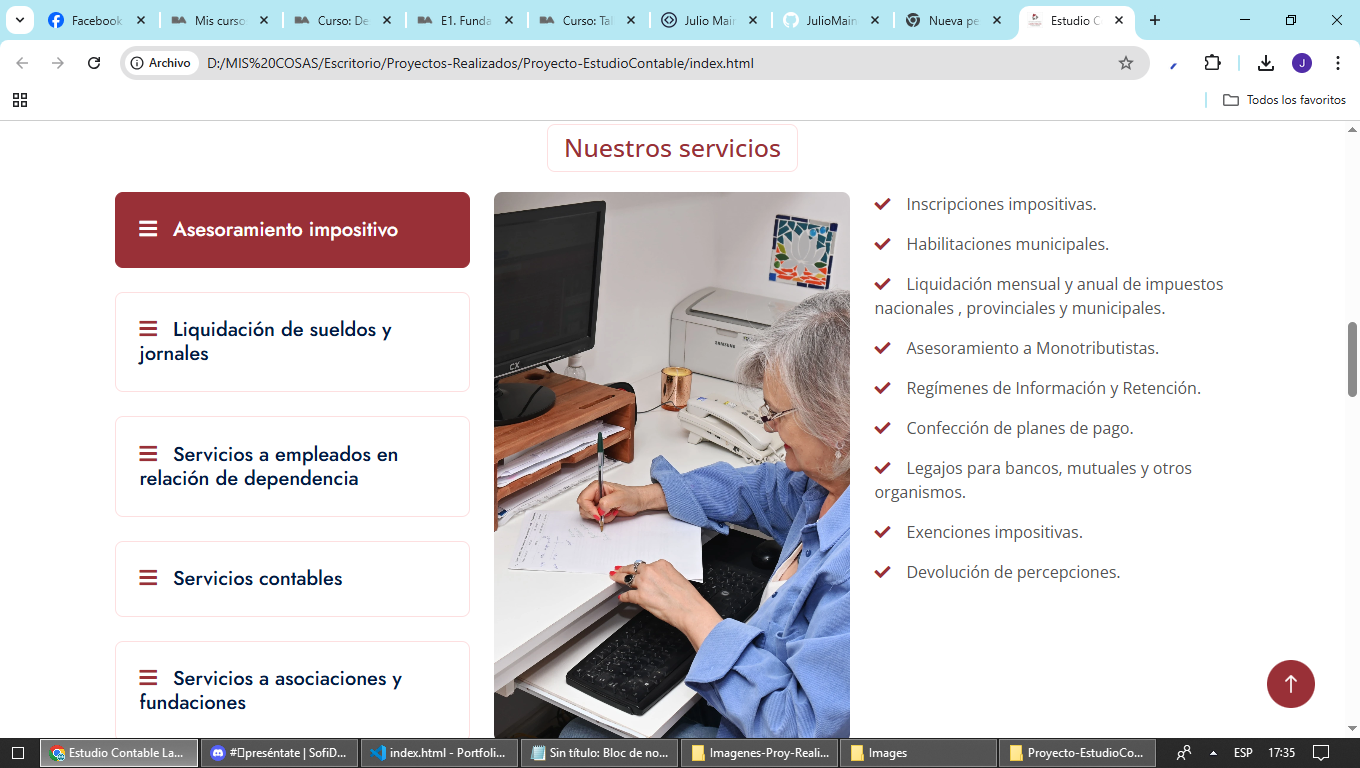 Facebook
Mis curso
Curso: De
E1. Funda
Curso: Tal
Julio Mair
JulioMain
Nueva pe
Estudio C
Archivo
D:/MIS%20COSAS/Escritorio/Proyectos-Realizados/Proyecto-EstudioContable/index.html
J
Todos los favoritos
Nuestros servicios
Asesoramiento impositivo
Liquidación de sueldos y
jornales
Servicios a empleados en
relación de dependencia
Servicios contables
Servicios a asociaciones y
fundaciones
CX
SAMSUNG
Inscripciones impositivas.
Habilitaciones municipales.
Liquidación mensual y anual de impuestos
nacionales , provinciales y municipales.
Asesoramiento a Monotributistas.
Regímenes de Información y Retención.
Confección de planes de pago.
Legajos para bancos, mutuales y otros
organismos.
Exenciones impositivas.
Devolución de percepciones.
Estudio Contable La...
#preséntate | SofiD...
index.html - Portfoli...
Sin título: Bloc de no...
Imagenes-Proy-Reali...
Images
Proyecto-EstudioCo...
ESP
17:35